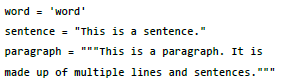 word = 'word'
sentence = "This is a sentence."
paragraph = """This is a paragraph. It is
made up of multiple lines and sentences."""